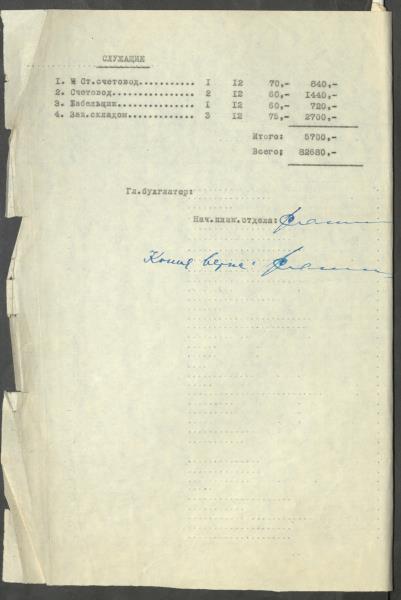 СЛУЖАЩИЕ
1. М Ст.счетовод........... 1 12 70,- 840,-
2. Счетовод................ 2 12 60,- 1440,-
3. Табельщик............... 1 12 60,- 720,-
4. Зав.складом............. 3 12 75,- 2700,-
Итого: 5700,-
Всего: 82680,-
Гл.бухгалтер:
Нач.план.отдела:
Копия верна: